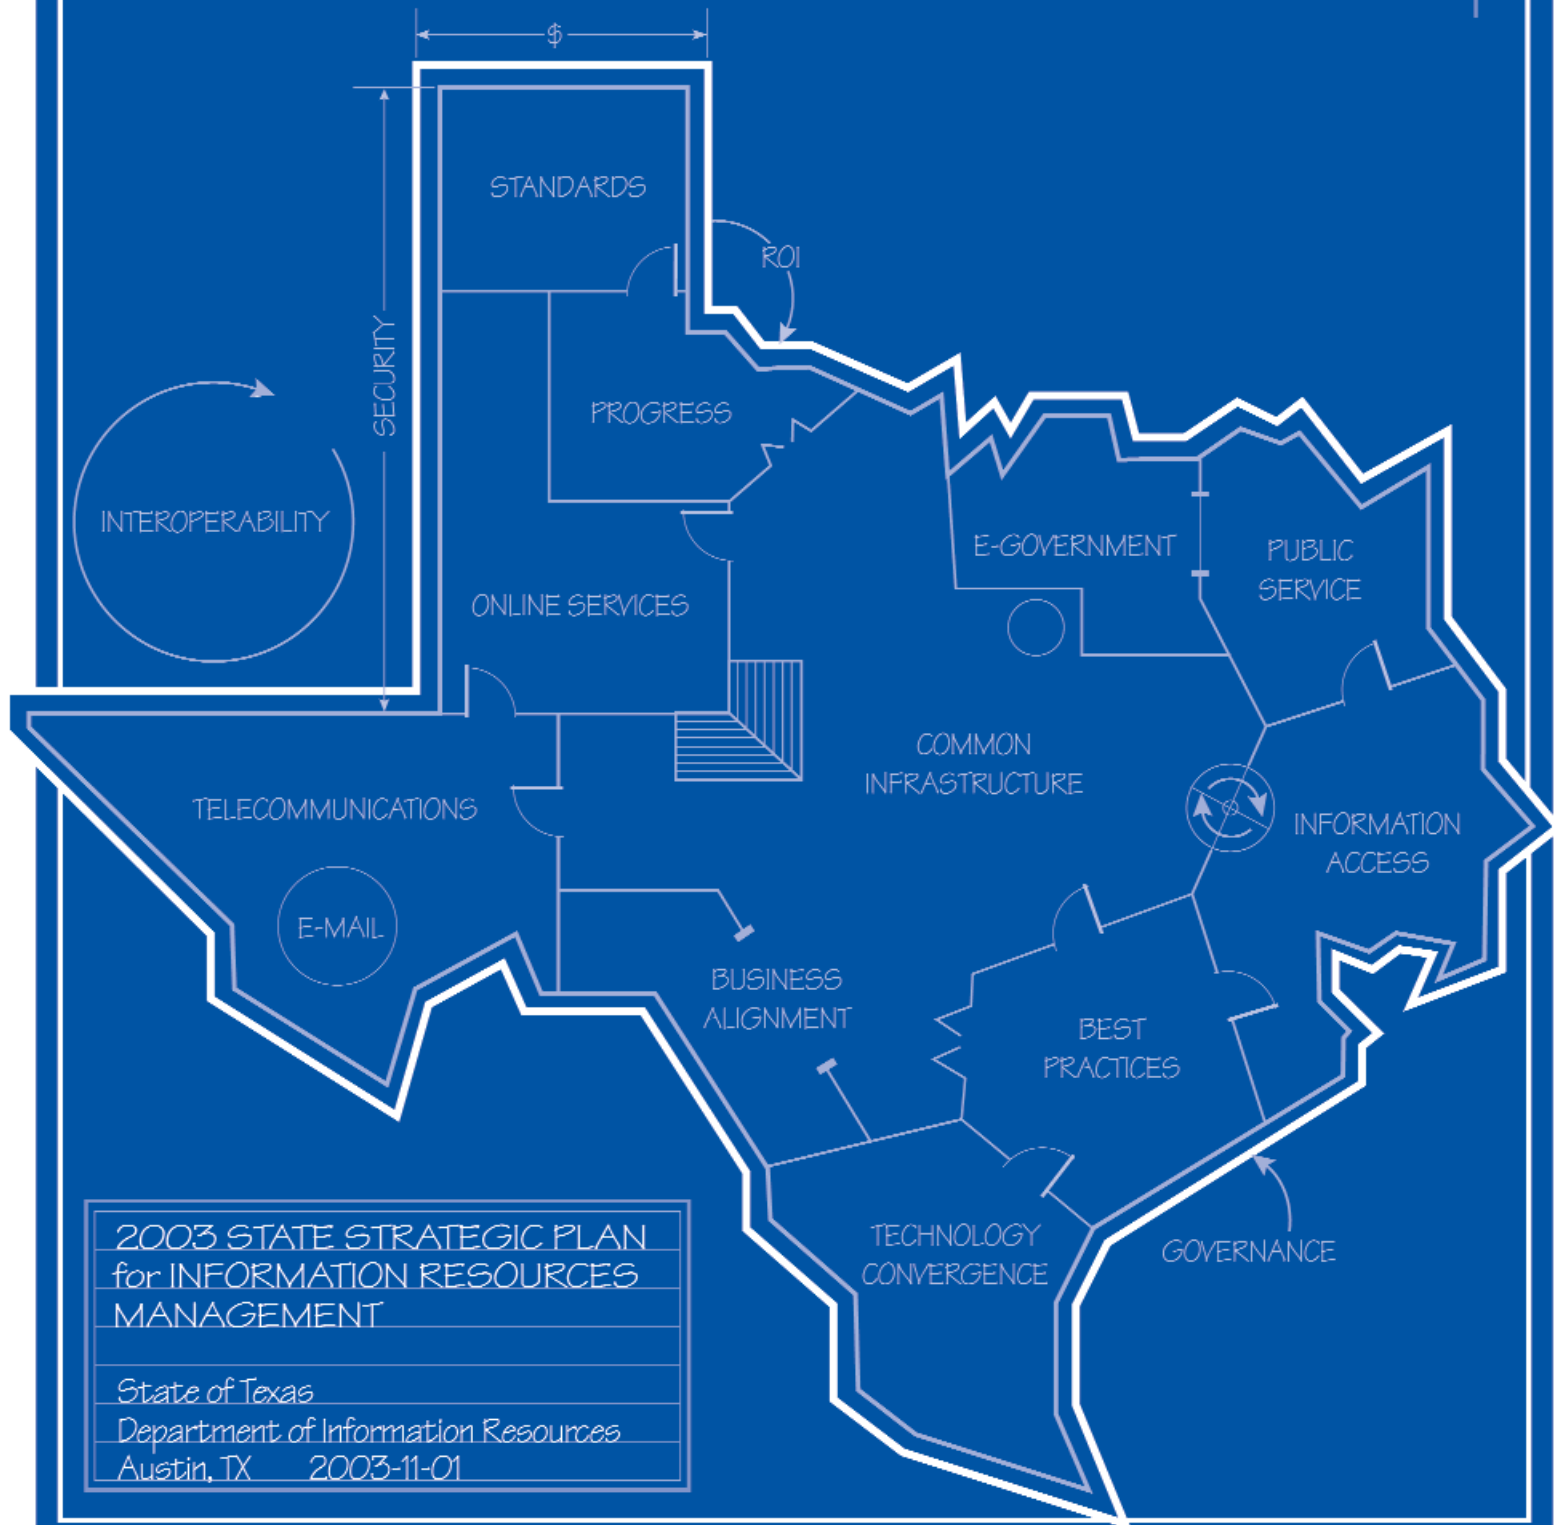 $
STANDARDS
ROI
SECURITY
PROGRESS
INTEROPERABILITY
E-GOVERNMENT
PUBLIC
SERVICE
ONLINE SERVICES
COMMON
INFRASTRUCTURE
TELECOMMUNICATIONS
INFORMATION
ACCESS
E-MAIL
BUSINESS
ALIGNMENT
BEST
PRACTICES
TECHNOLOGY
CONVERGENCE
GOVERNANCE
2003 STATE STRATEGIC PLAN
for INFORMATION RESOURCES
MANAGEMENT
State of Texas
Department of Information Resources
Austin, TX 2003-11-01